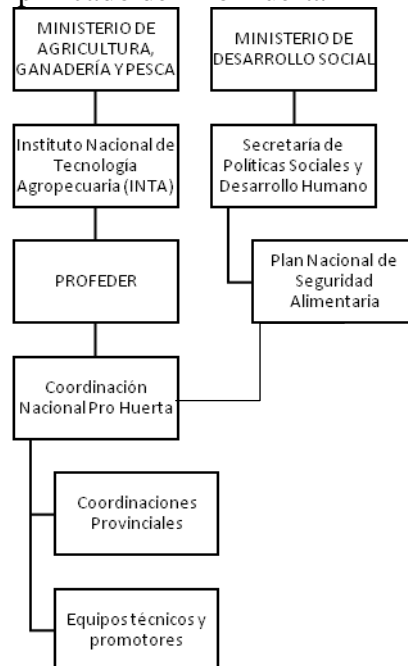 MINISTERIO DE
AGRICULTURA,
GANADERÍA Y PESCA
MINISTERIO DE
DESARROLLO SOCIAL
Instituto Nacional de
Tecnología
Agropecuaria (INTA)
Secretaría de
Políticas Sociales y
Desarrollo Humano
PROFEDER
Plan Nacional de
Seguridad
Alimentaria
Coordinación
Nacional Pro Huerta
Coordinaciones
Provinciales
Equipos técnicos y
promotores